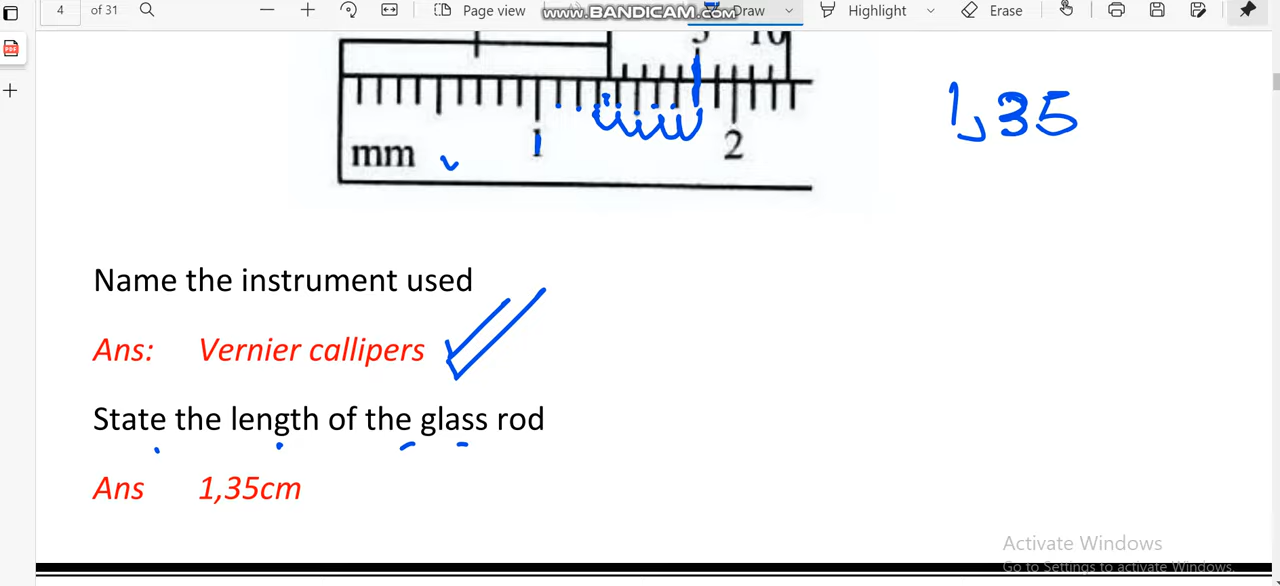 4 of 31 Page view www.BANDICAM.com Draw Highlight Erase
5 10
1 2
mm
1,35
Name the instrument used
Ans: Vernier callipers
State the length of the glass rod
Ans 1,35cm
Activate Windows
Go to Settings to activate Windows.